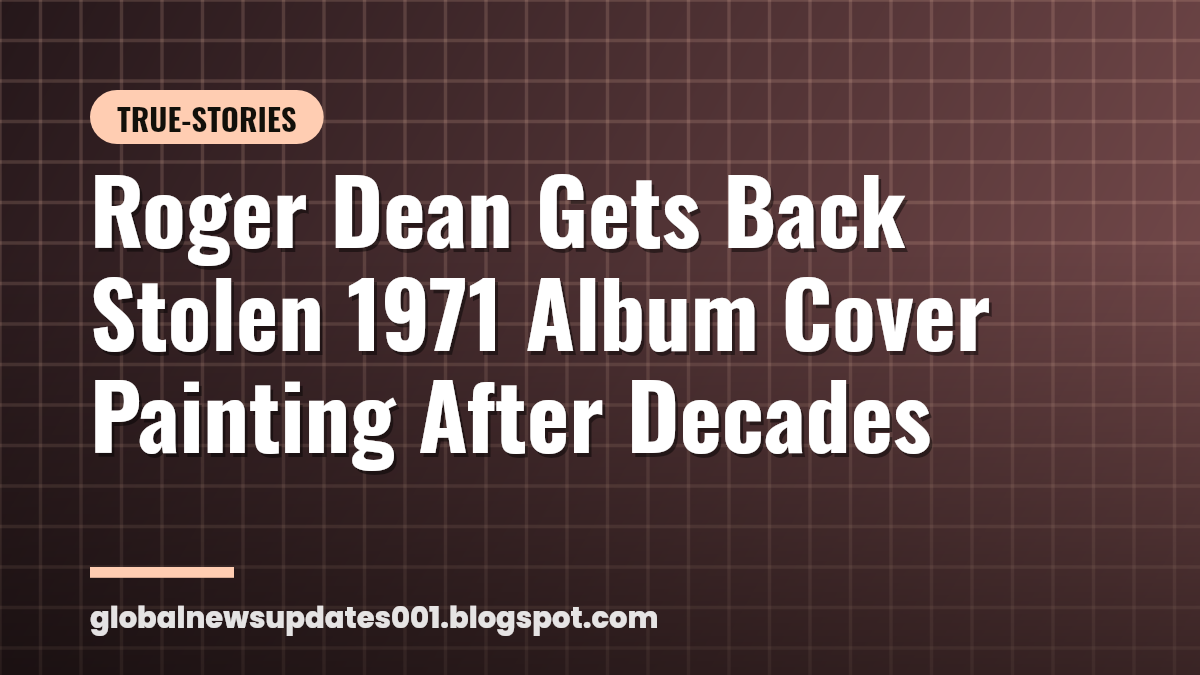 TRUE-STORIES
Roger Dean Gets Back
Stolen 1971 Album Cover
Painting After Decades
globalnewsupdates001.blogspot.com